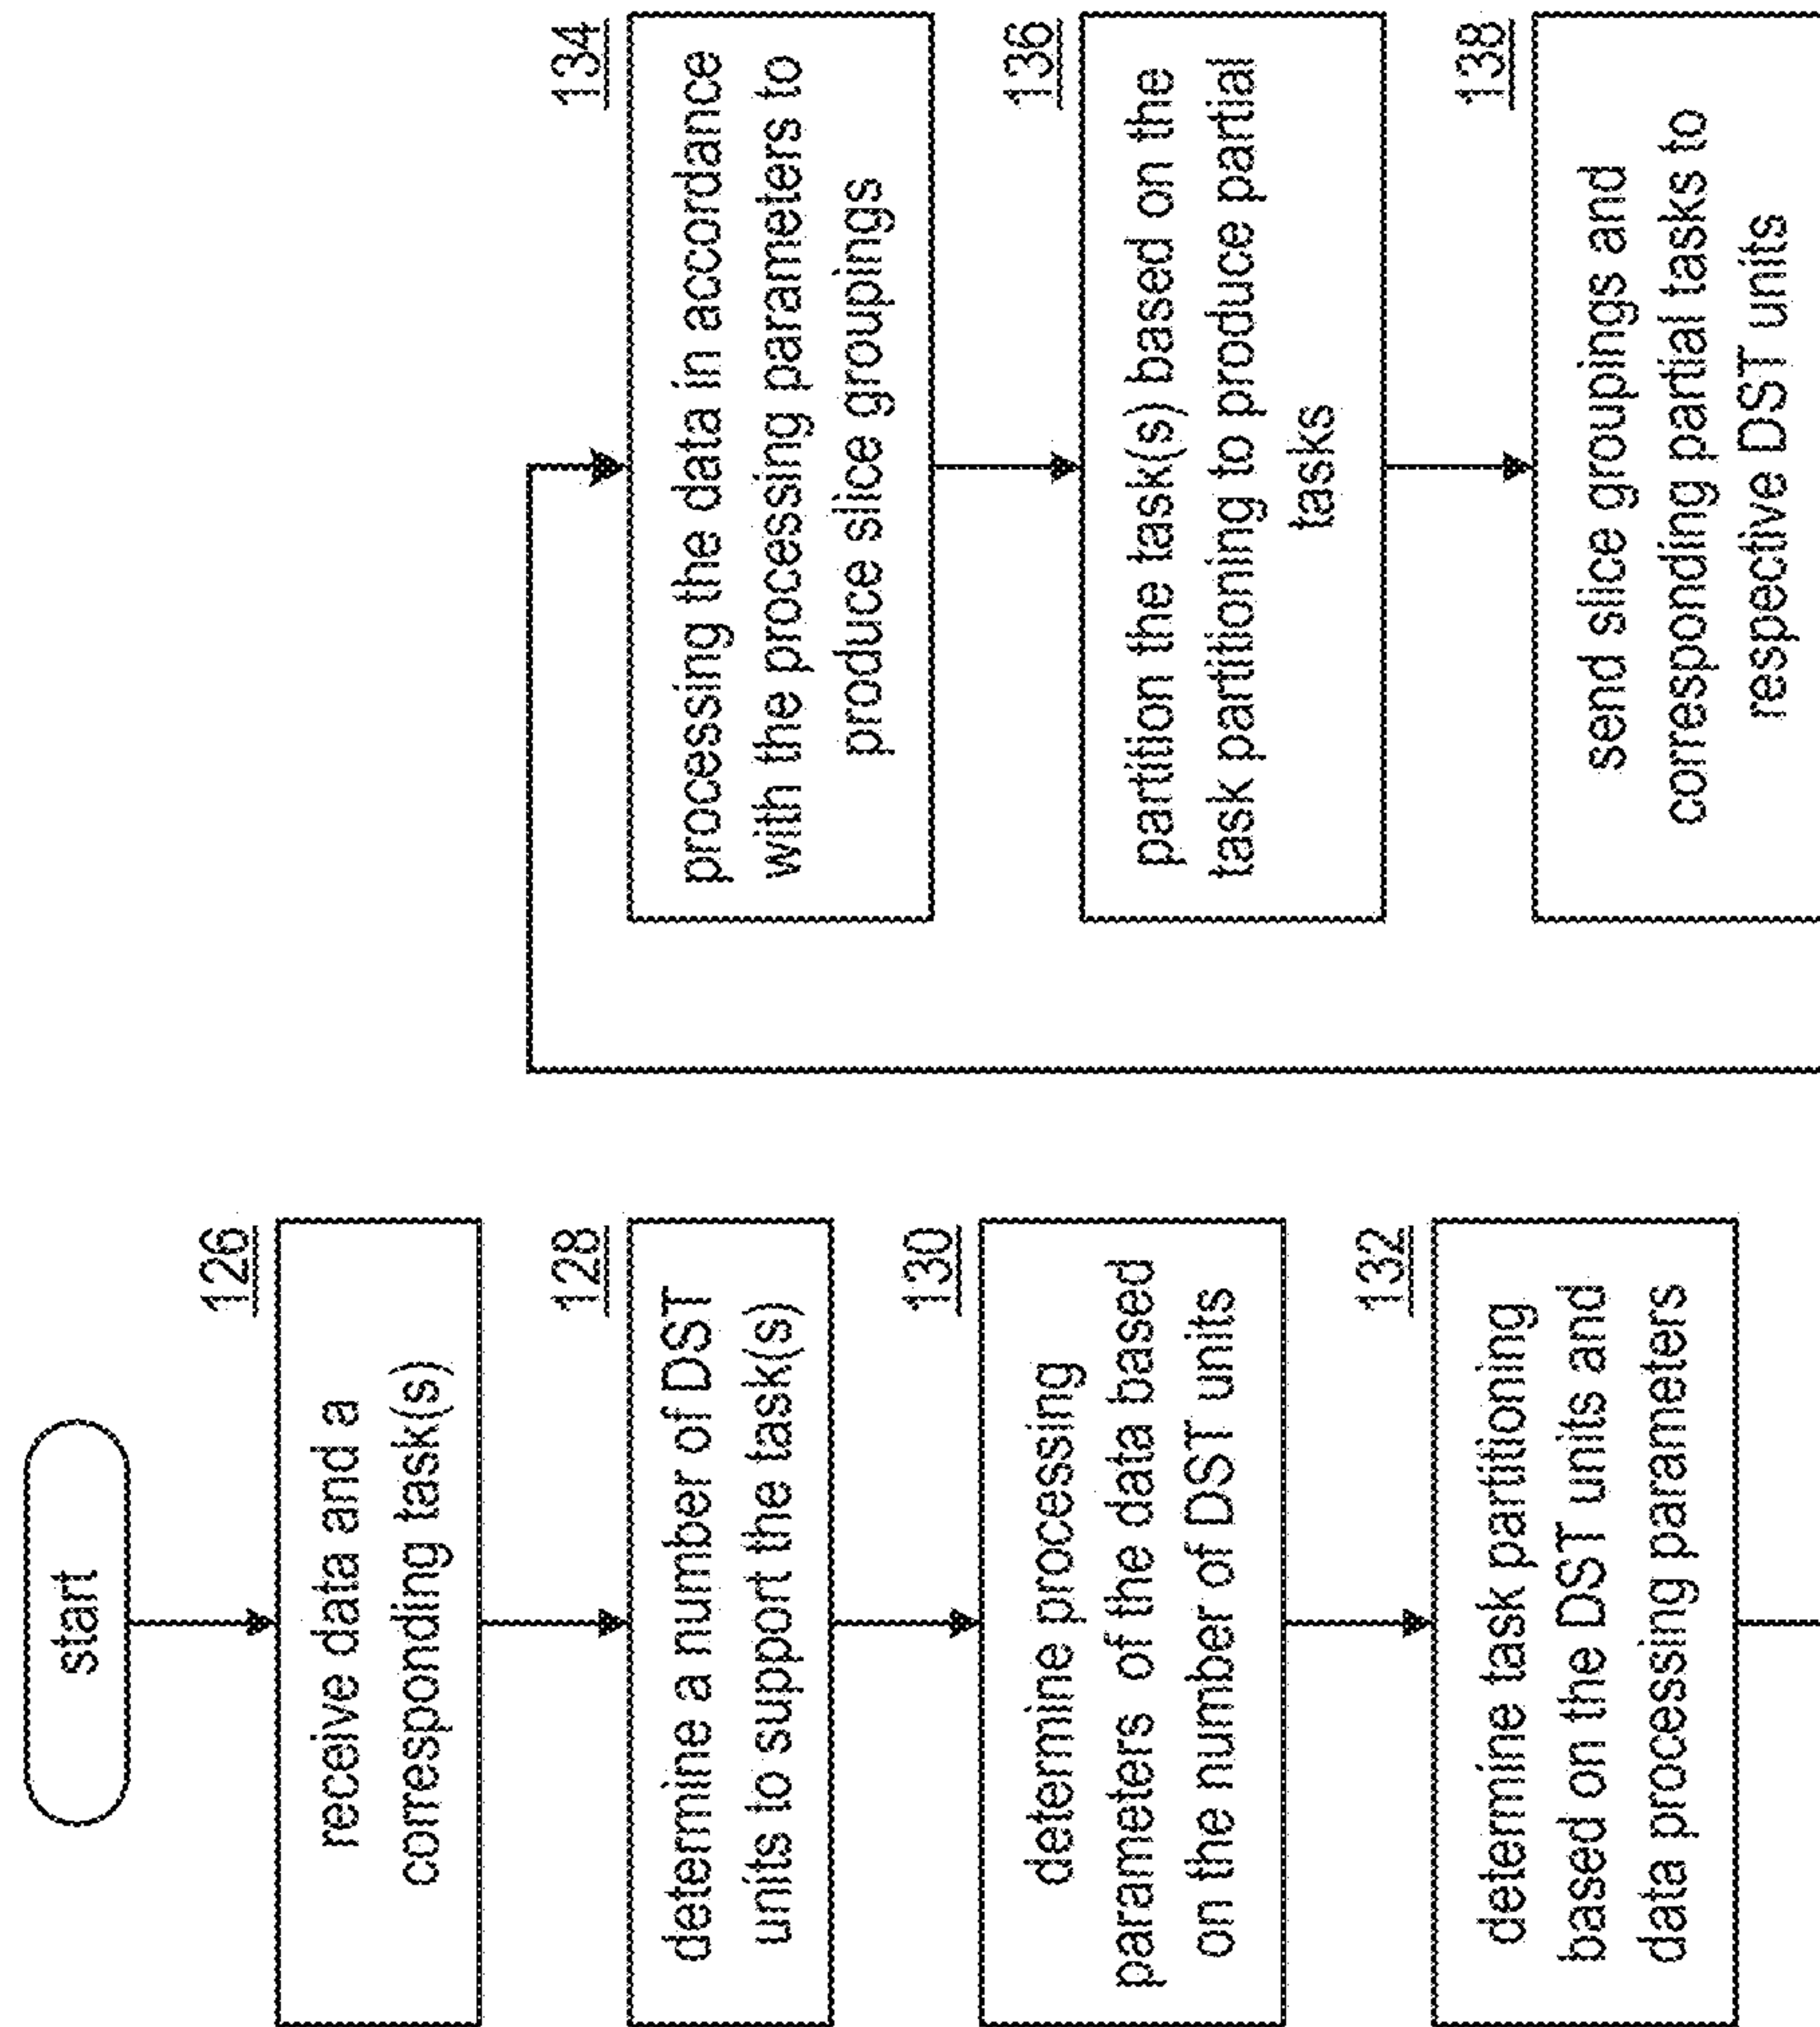 start
126
receive data and a
corresponding task(s)
128
determine a number of DST
units to support the task(s)
130
determine processing
parameters of the data based
on the number of DST units
132
determine task partitioning
based on the DST units and
data processing parameters
134
processing the data in accordance
with the processing parameters to
produce slice groupings
136
partition the task(s) based on the
task partitioning to produce partial
tasks
138
send slice groupings and
corresponding partial tasks to
respective DST units